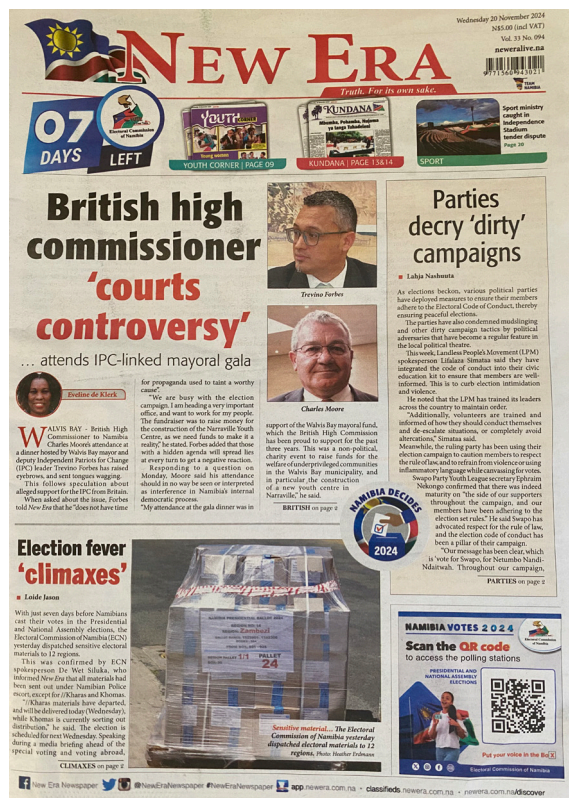 Wednesday 20 November 2024
N$5.00 (incl VAT)
Vol. 33 No. 094
neweralive.na
9 771560 943021
TEAM
NAMIBIA
NEW ERA
Truth. For its own sake.
07
DAYS LEFT
Electoral Commission
of Namibia
Youth
CORNER
YOUTH CORNER | PAGE 09
KUNDANA
KUNDANA | PAGE 13&14
SPORT
Sport ministry
caught in
Independence
Stadium
tender dispute
Page 20
British high
commissioner
‘courts
controversy’
... attends IPC-linked mayoral gala
Eveline de Klerk
WALVIS BAY - British High
Commissioner to Namibia
Charles Moore's attendance at
a dinner hosted by Walvis Bay mayor and
deputy Independent Patriots for Change
(IPC) leader Trevino Forbes has raised
eyebrows, and sent tongues wagging.
This follows speculation about
alleged support for the IPC from Britain.
When asked about the issue, Forbes
told New Era that he “does not have time
for propaganda used to taint a worthy
cause”.
“We are busy with the election
campaign. I am heading a very important
office, and want to work for my people.
The fundraiser was to raise money for
the construction of the Narraville Youth
Centre, as we need funds to make it a
reality,” he stated. Forbes added that those
with a hidden agenda will spread lies
at every turn to get a negative reaction.
Responding to a question on
Monday, Moore said his attendance
should in no way be seen or interpreted
as interference in Namibia's internal
democratic process.
“My attendance at the gala dinner was in
Trevino Forbes
Charles Moore
support of the Walvis Bay mayoral fund,
which the British High Commission
has been proud to support for the past
three years. This was a non-political,
charity event to raise funds for the
welfare of underprivileged communities
in the Walvis Bay municipality, and
in particular the construction
of a new youth centre in
Narraville,” he said.
BRITISH on page 2
Parties
decry ‘dirty’
campaigns
Lahja Nashuuta
As elections beckon, various political parties
have deployed measures to ensure their members
adhere to the Electoral Code of Conduct, thereby
ensuring peaceful elections.
The parties have also condemned mudslinging
and other dirty campaign tactics by political
adversaries that have become a regular feature in
the local political theatre.
This week, Landless People's Movement (LPM)
spokesperson Lifalaza Simataa said they have
integrated the code of conduct into their civic
education kit to ensure that members are well-
informed. This is to curb election intimidation
and violence.
He noted that the LPM has trained its leaders
across the country to maintain order.
“Additionally, volunteers are trained and
informed of how they should conduct themselves
and de-escalate situations, or completely avoid
altercations,” Simataa said.
Meanwhile, the ruling party has been using their
election campaign to caution members to respect
the rule of law, and to refrain from violence or using
inflammatory language while canvassing for votes.
Swapo Party Youth League secretary Ephraim
Nekongo confirmed that there was indeed
maturity on “the side of our supporters
throughout the campaign, and our
members have been adhering to the
election set rules.” He said Swapo has
advocated respect for the rule of law,
and the election code of conduct has
been a pillar of their campaign.
“Our message has been clear, which
is ‘vote for Swapo, for Netumbo Nandi-
Ndaitwah. Throughout our campaign,
PARTIES on page 2
NAMIBIA DECIDES
2024
Election fever
‘climaxes’
Loide Jason
With just seven days before Namibians
cast their votes in the Presidential
and National Assembly elections, the
Electoral Commission of Namibia (ECN)
yesterday dispatched sensitive electoral
materials to 12 regions.
This was confirmed by ECN
spokesperson De Wet Siluka, who
informed New Era that all materials had
been sent out under Namibian Police
escort, except for //Kharas and Khomas.
“//Kharas materials have departed,
and will be delivered today (Wednesday),
while Khomas is currently sorting out
distribution,” he said. The election is
scheduled for next Wednesday. Speaking
during a media briefing ahead of the
special voting and voting abroad,
CLIMAXES on page 2
Zambezi
1/1
PALLET
24
Sensitive material... The Electoral
Commission of Namibia yesterday
dispatched electoral materials to 12
regions. Photo: Heather Erdmann
NAMIBIA VOTES 2024
Electoral Commission
of Namibia
Scan the QR code
to access the polling stations
PRESIDENTIAL AND
NATIONAL ASSEMBLY
ELECTIONS
Put your voice in the Box
Electoral Commission of Namibia
New Era Newspaper @NewEraNewspaper #NewEraNewspaper app.newera.com.na • classifieds.newera.com.na • newera.com.na/discover